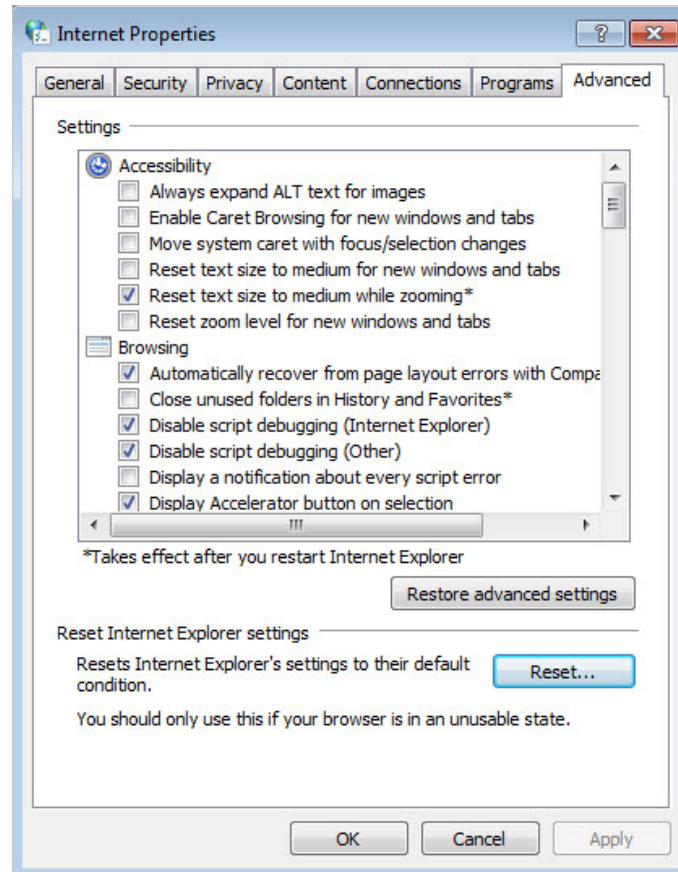 Internet Properties
General Security Privacy Content Connections Programs Advanced
Settings
Accessibility
Always expand ALT text for images
Enable Caret Browsing for new windows and tabs
Move system caret with focus/selection changes
Reset text size to medium for new windows and tabs
Reset text size to medium while zooming*
Reset zoom level for new windows and tabs
Browsing
Automatically recover from page layout errors with Compa
Close unused folders in History and Favorites*
Disable script debugging (Internet Explorer)
Disable script debugging (Other)
Display a notification about every script error
Display Accelerator button on selection
*Takes effect after you restart Internet Explorer
Restore advanced settings
Reset Internet Explorer settings
Resets Internet Explorer's settings to their default
condition.
Reset...
You should only use this if your browser is in an unusable state.
OK Cancel Apply